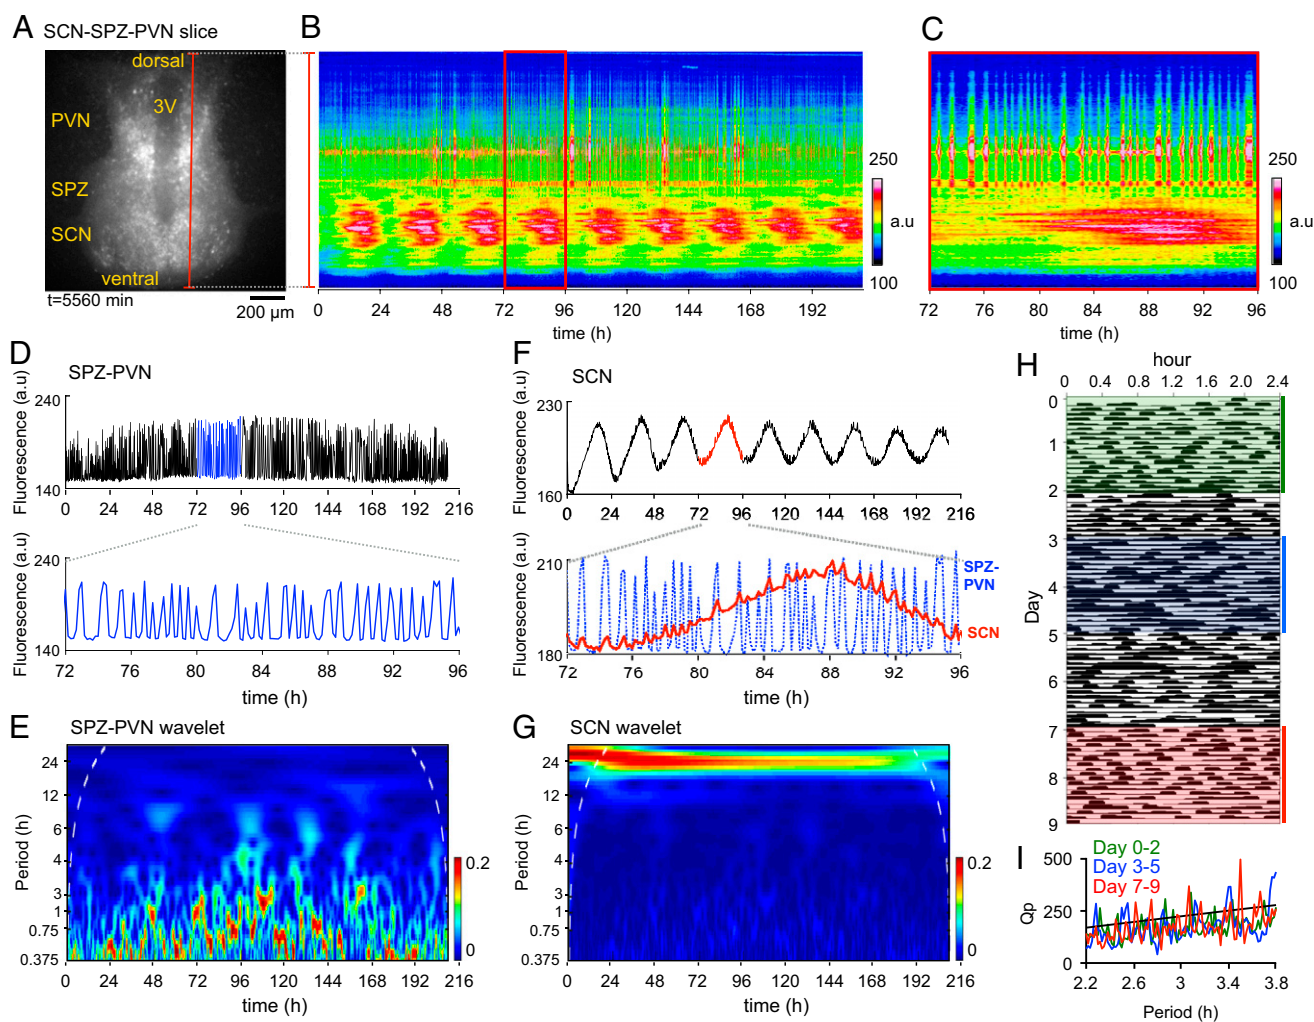 A SCN-SPZ-PVN slice
dorsal
3V
PVN
SPZ
SCN
ventral
t=5560 min
200 µm
B
0 24 48 72 96 120 144 168 192
time (h)
250
a.u
100
C
72 76 80 84 88 92 96
time (h)
250
a.u
100
D
SPZ-PVN
Fluorescence (a.u)
240
140
0 24 48 72 96 120 144 168 192 216
Fluorescence (a.u)
240
140
72 76 80 84 88 92 96
time (h)
E SPZ-PVN wavelet
Period (h)
24
12
6
4
3
1
0.75
0.375
0 24 48 72 96 120 144 168 192 216
time (h)
0.2
0
F
SCN
Fluorescence (a.u)
230
160
0 24 48 72 96 120 144 168 192 216
Fluorescence (a.u)
210
180
SPZ-
PVN
SCN
72 76 80 84 88 92 96
time (h)
G SCN wavelet
Period (h)
24
12
6
4
3
1
0.75
0.375
0 24 48 72 96 120 144 168 192 216
time (h)
0.2
0
H
hour
0 0.4 0.8 1.2 1.6 2.0 2.4
Day
0
1
2
3
4
5
6
7
8
9
I
Day 0-2
Day 3-5
Day 7-9
Qp
500
250
0
2.2 2.6 3 3.4 3.8
Period (h)